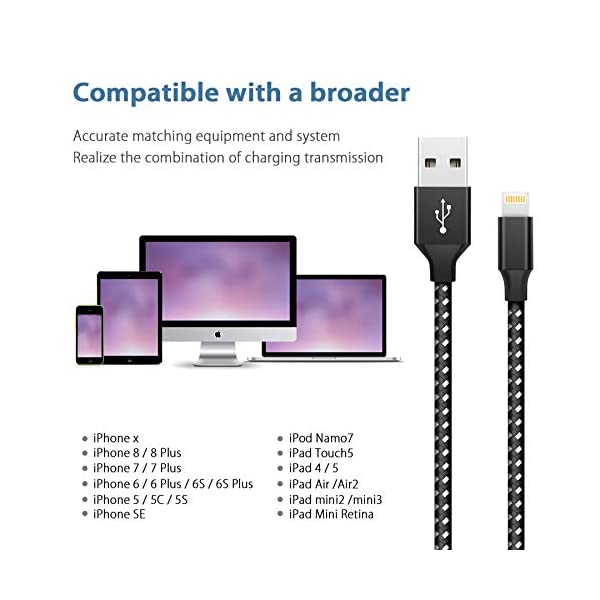 Compatible with a broader
Accurate matching equipment and system
Realize the combination of charging transmission
iPhone x
iPhone 8 / 8 Plus
iPhone 7 / 7 Plus
iPhone 6 / 6 Plus / 6S / 6S Plus
iPhone 5 / 5C / 5S
iPhone SE
iPod Namo7
iPad Touch5
iPad 4 / 5
iPad Air /Air2
iPad mini2 /mini3
iPad Mini Retina